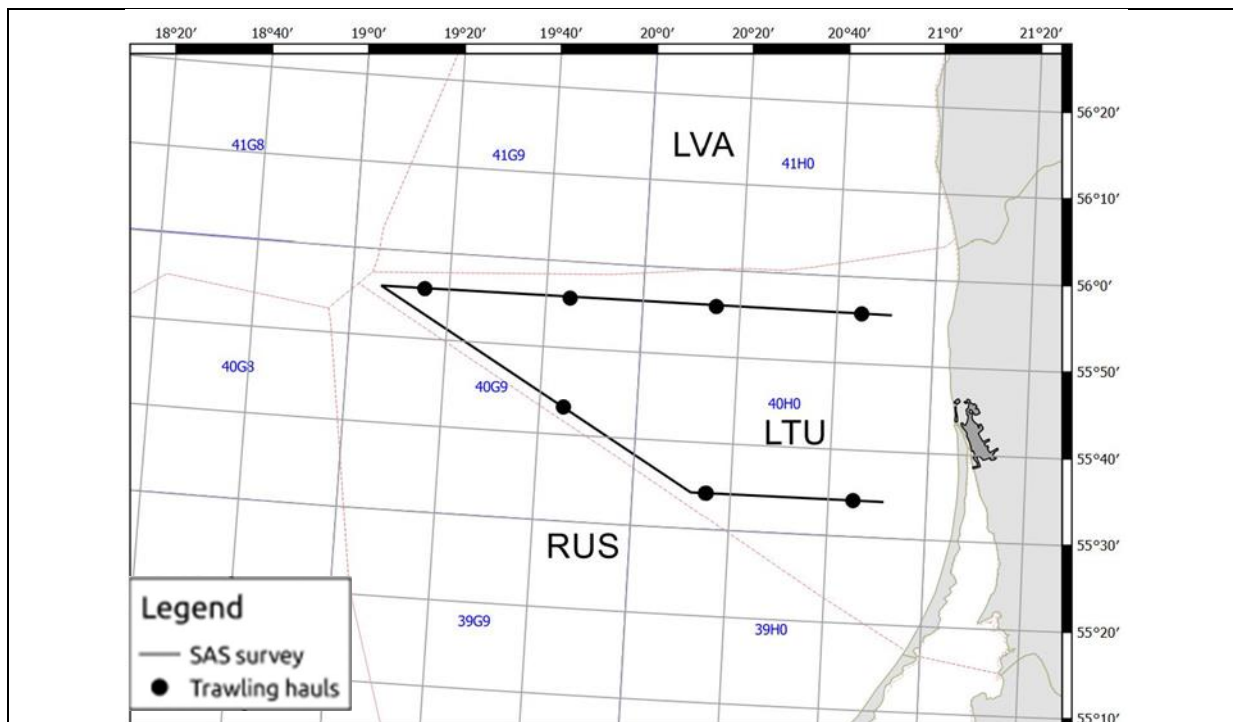 18°20' 18°40' 19°0' 19°20' 19°40' 20°0' 20°20' 20°40' 21°0' 21°20'
56°20'
41G8 41G9 LVA 41H0
56°10'
56°0'
55°50'
40G8 40G9 40H0
LTU
55°40'
RUS
55°30'
39G9 39H0
55°20'
55°10'
Legend
SAS survey
Trawling hauls